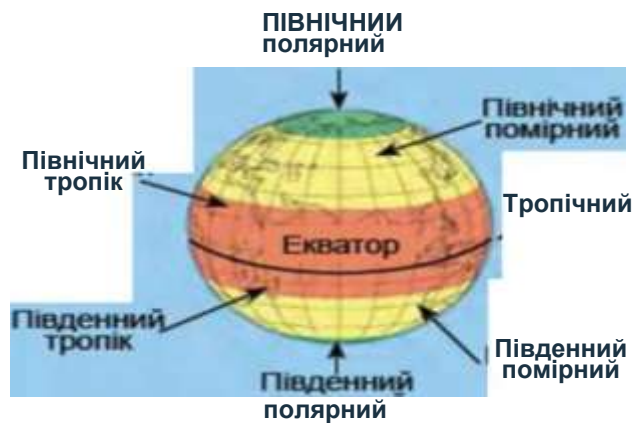 ПІВНІЧНИИ
полярний
Північний
помірний
Північний
тропік
Тропічний
Екватор
Південний
тропік
Південний
помірний
Південний
полярний